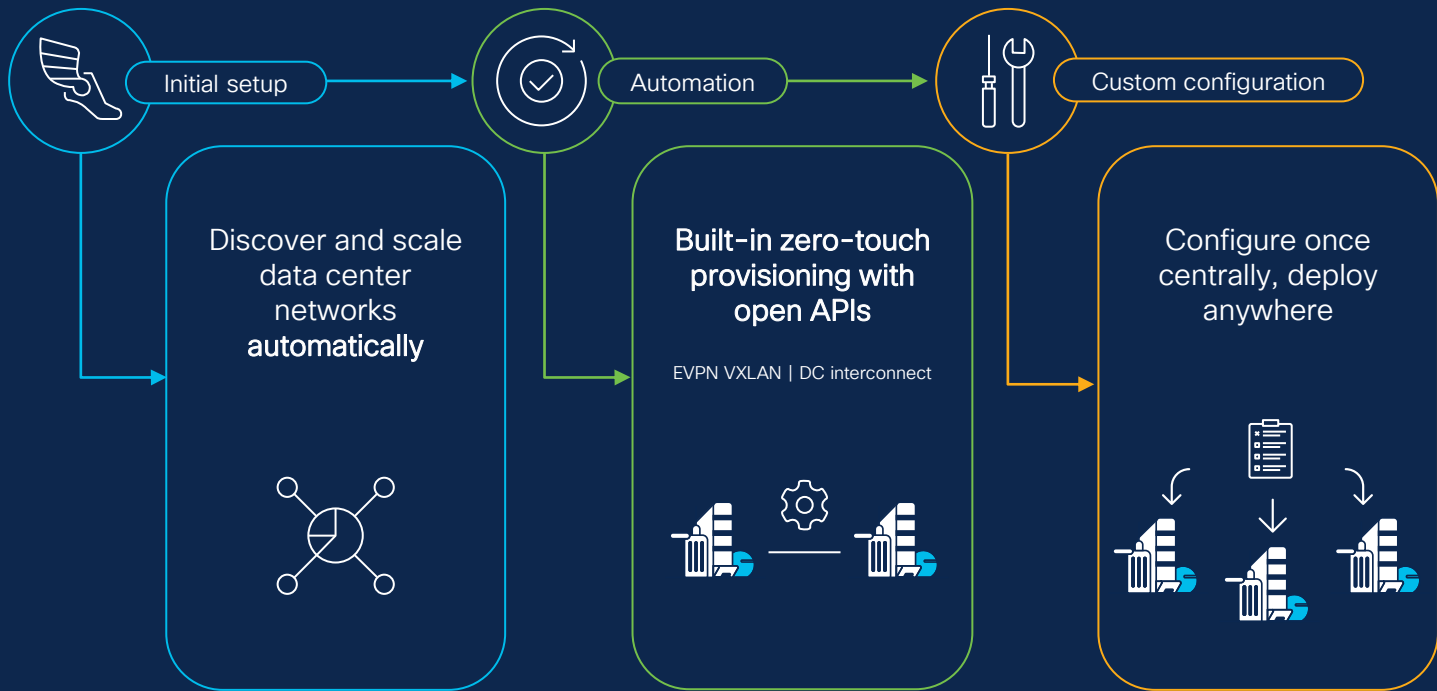 Initial setup
Automation
Custom configuration
Discover and scale
data center
networks
automatically
Built-in zero-touch
provisioning with
open APIs
EVPN VXLAN | DC interconnect
Configure once
centrally, deploy
anywhere